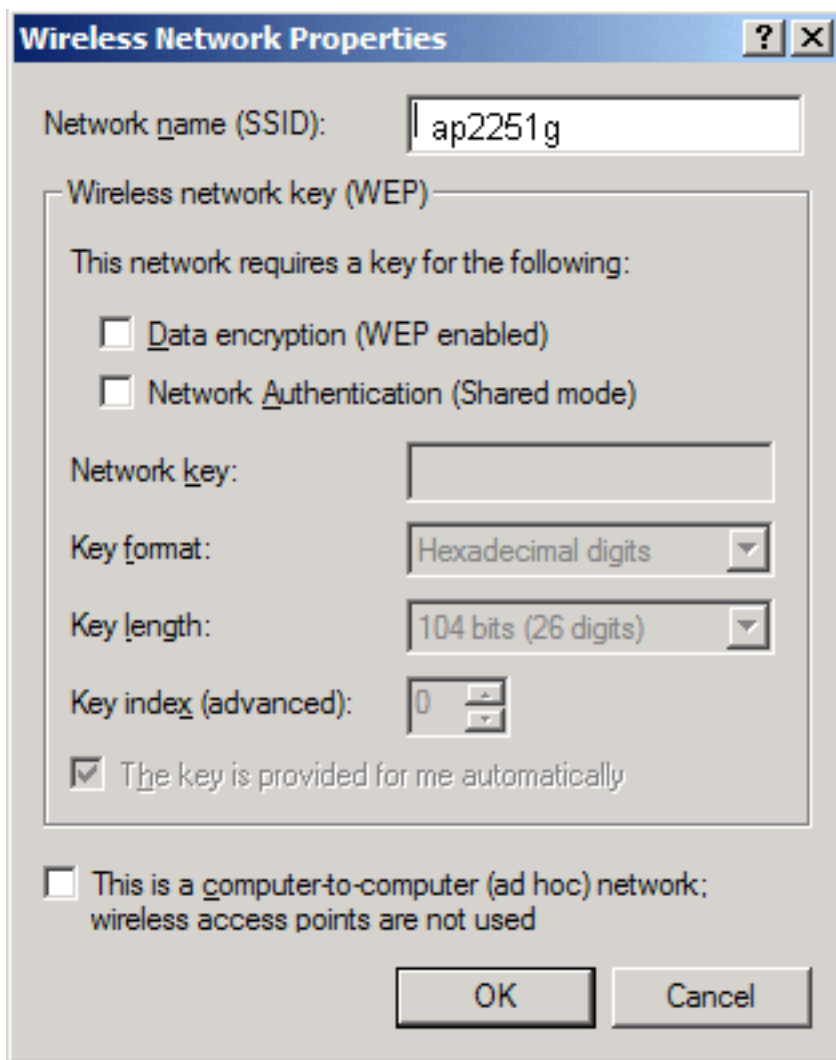 Wireless Network Properties
Network name (SSID): ap2251g
Wireless network key (WEP)
This network requires a key for the following:
Data encryption (WEP enabled)
Network Authentication (Shared mode)
Network key:
Key format: Hexadecimal digits
Key length: 104 bits (26 digits)
Key index (advanced): 0
The key is provided for me automatically
This is a computer-to-computer (ad hoc) network;
wireless access points are not used
OK Cancel